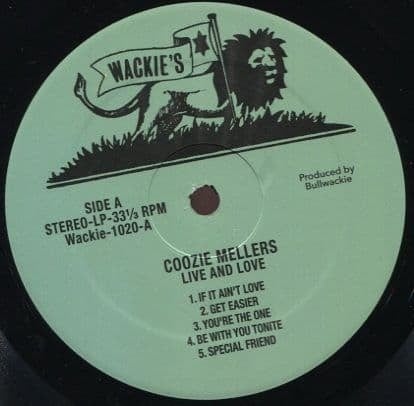 WACKIE'S
SIDE A
STEREO-LP-33⅓ RPM
Wackie-1020-A
Produced by
Bullwackie
COOZIE MELLERS
LIVE AND LOVE
1. IF IT AIN'T LOVE
2. GET EASIER
3. YOU'RE THE ONE
4. BE WITH YOU TONITE
5. SPECIAL FRIEND